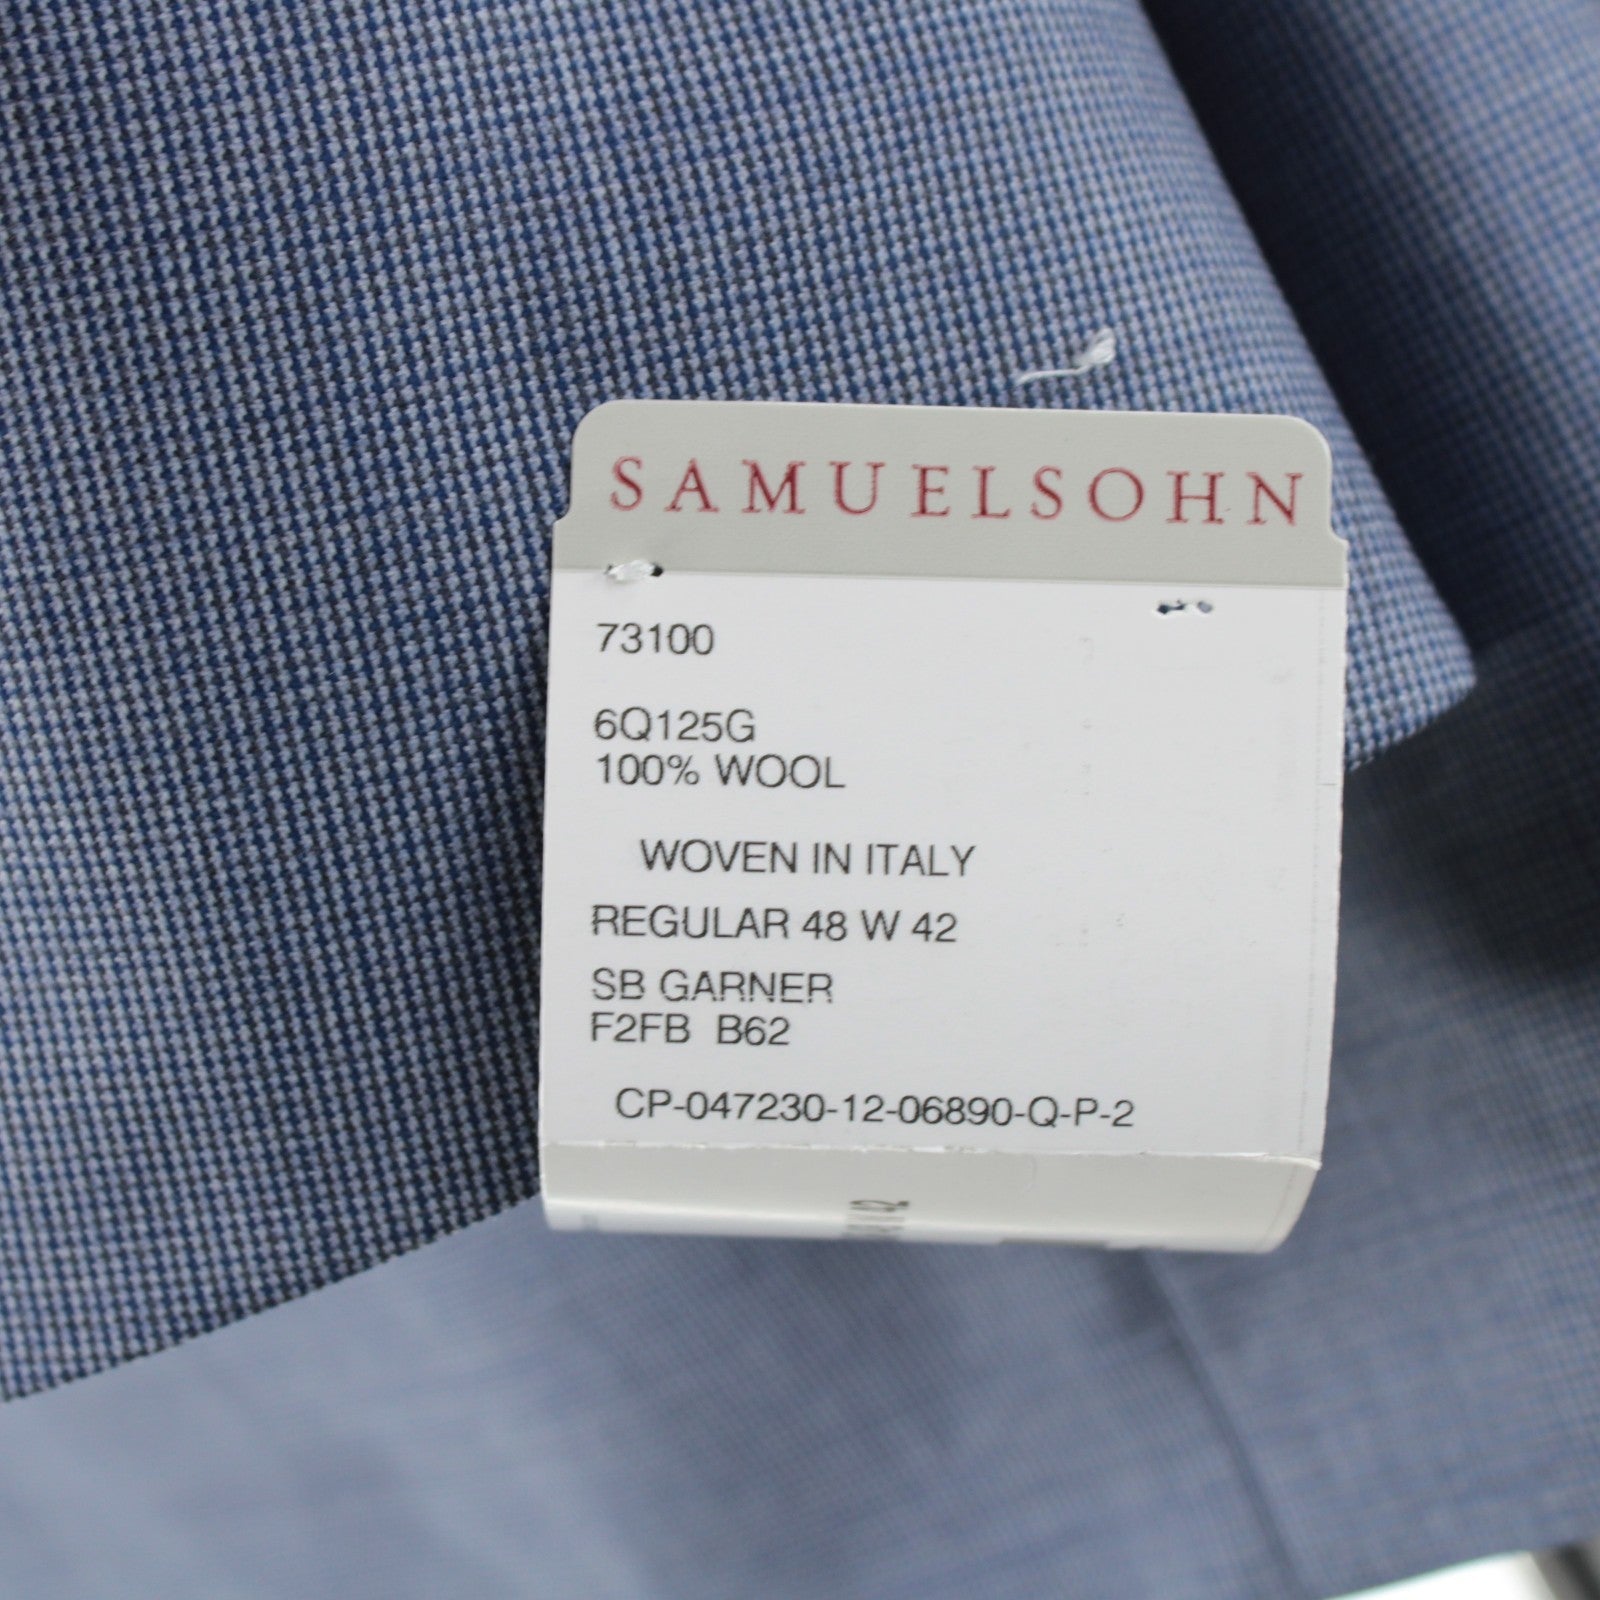 SAMUELSOHN
73100
6Q125G
100% WOOL
WOVEN IN ITALY
REGULAR 48 W 42
SB GARNER
F2FB B62
CP-047230-12-06890-Q-P-2